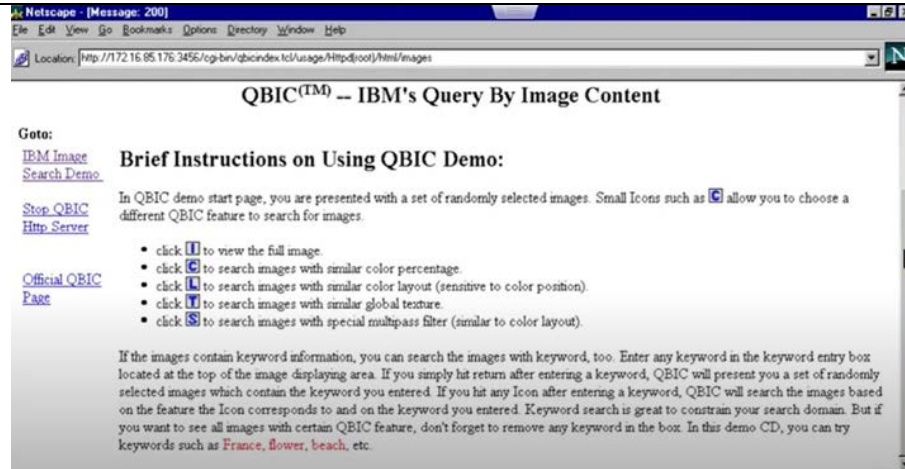 Netscape - [Message: 200]
File Edit View Go Bookmarks Options Directory Window Help
Location: http://172.16.85.176:3456/cgi-bin/qbicindex.tcl/usage/Httpd(root)/html/images
N
QBIC(TM) -- IBM's Query By Image Content
Goto:
IBM Image
Search Demo
Stop QBIC
Http Server
Official QBIC
Page
Brief Instructions on Using QBIC Demo:
In QBIC demo start page, you are presented with a set of randomly selected images. Small Icons such as C allow you to choose a
different QBIC feature to search for images.
• click I to view the full image.
• click C to search images with similar color percentage.
• click L to search images with similar color layout (sensitive to color position).
• click T to search images with similar global texture.
• click S to search images with special multipass filter (similar to color layout).
If the images contain keyword information, you can search the images with keyword, too. Enter any keyword in the keyword entry box
located at the top of the image displaying area. If you simply hit return after entering a keyword, QBIC will present you a set of randomly
selected images which contain the keyword you entered. If you hit any Icon after entering a keyword, QBIC will search the images based
on the feature the Icon corresponds to and on the keyword you entered. Keyword search is great to constrain your search domain. But if
you want to see all images with certain QBIC feature, don't forget to remove any keyword in the box. In this demo CD, you can try
keywords such as France, flower, beach, etc.